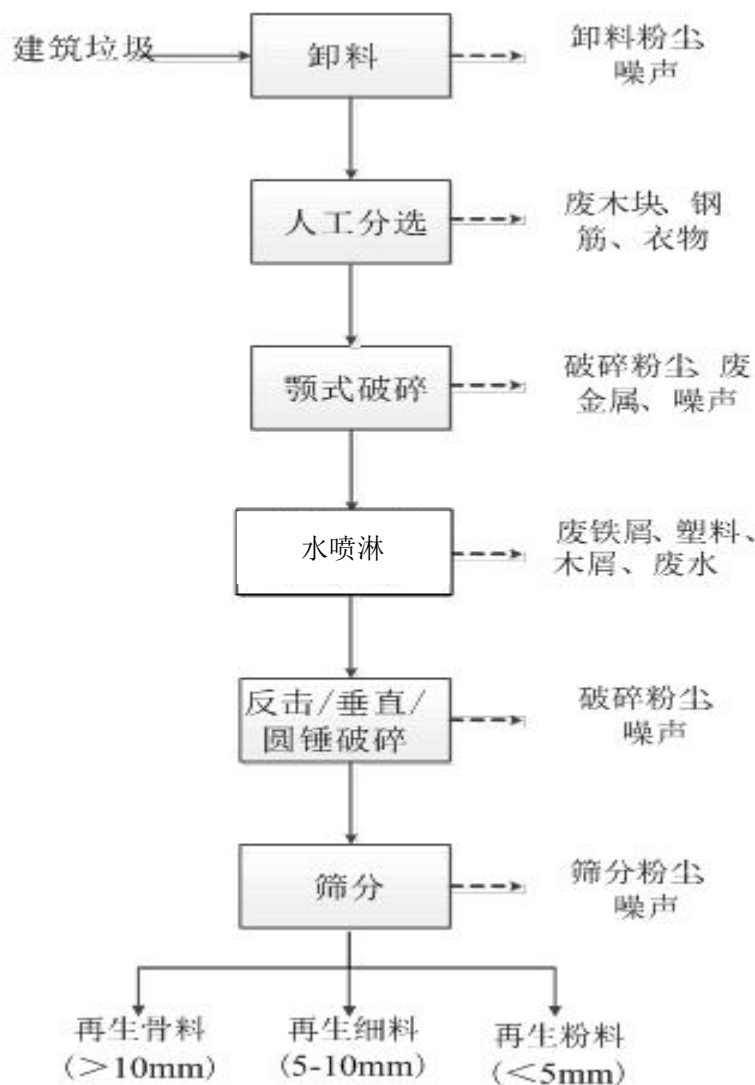 建筑垃圾
卸料
卸料粉尘
噪声
人工分选
废木块、钢
筋、衣物
颚式破碎
破碎粉尘 废
金属、噪声
水喷淋
废铁屑、塑料、
木屑、废水
反击/垂直/
圆锤破碎
破碎粉尘
噪声
筛分
筛分粉尘
噪声
再生骨料
(＞10mm)
再生细料
(5-10mm)
再生粉料
(＜5mm)